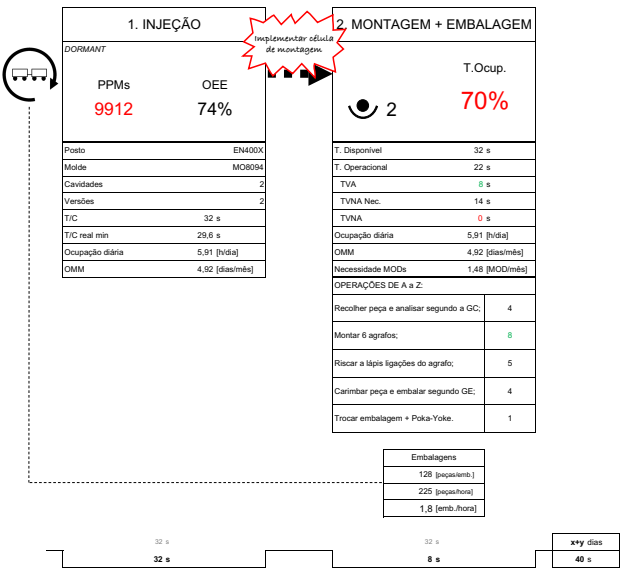 1. INJEÇÃO
DORMANT
PPMs OEE
9912 74%
Posto EN400X
Molde MO8094
Cavidades 2
Versões 2
T/C 32 s
T/C real min 29,6 s
Ocupação diária 5,91 [h/dia]
OMM 4,92 [dias/mês]
Implementar célula
de montagem
2. MONTAGEM + EMBALAGEM
T.Ocup.
2 70%
T. Disponível 32 s
T. Operacional 22 s
TVA 8 s
TVNA Nec. 14 s
TVNA 0 s
Ocupação diária 5,91 [h/dia]
OMM 4,92 [dias/mês]
Necessidade MODs 1,48 [MOD/mês]
OPERAÇÕES DE A a Z:
Recolher peça e analisar segundo a GC; 4
Montar 6 agrafos; 8
Riscar a lápis ligações do agrafo; 5
Carimbar peça e embalar segundo GE; 4
Trocar embalagem + Poka-Yoke. 1
Embalagens
128 [peças/emb.]
225 [peças/hora]
1,8 [emb./hora]
32 s 32 s x+y dias
32 s 8 s 40 s